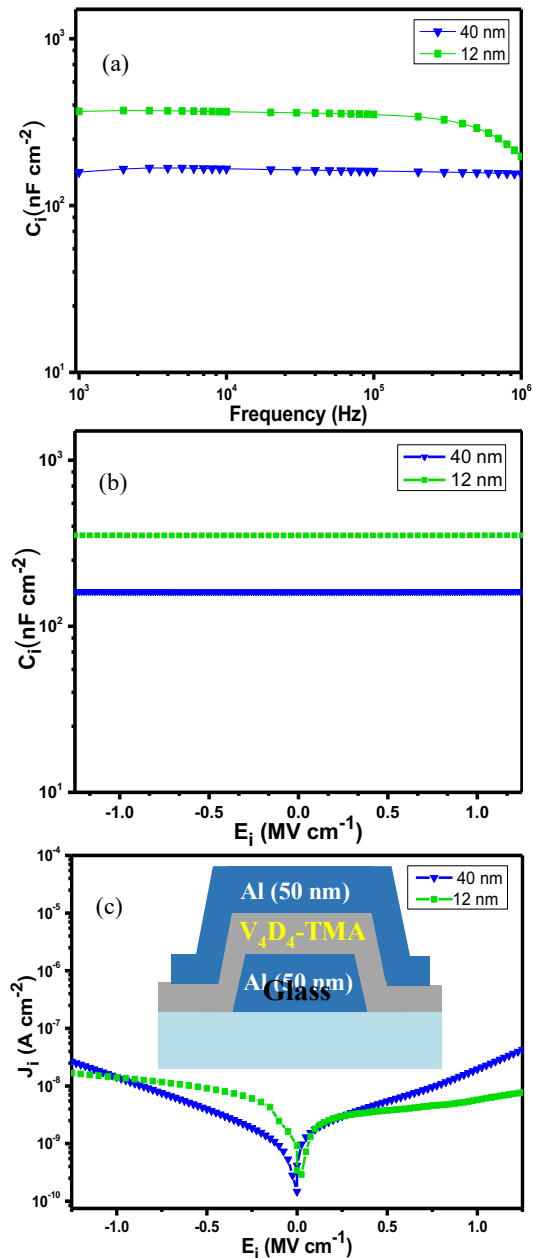 (a)
40 nm
12 nm
10³
10²
10¹
Cᵢ(nF cm⁻²)
10³ 10⁴ 10⁵ 10⁶
Frequency (Hz)
(b)
40 nm
12 nm
10³
10²
10¹
Cᵢ(nF cm⁻²)
-1.0 -0.5 0.0 0.5 1.0
Eᵢ (MV cm⁻¹)
(c)
40 nm
12 nm
Al (50 nm)
V₄D₄-TMA
Al (50 nm)
Glass
10⁻⁴
10⁻⁵
10⁻⁶
10⁻⁷
10⁻⁸
10⁻⁹
10⁻¹⁰
Jᵢ (A cm⁻²)
-1.0 -0.5 0.0 0.5 1.0
Eᵢ (MV cm⁻¹)